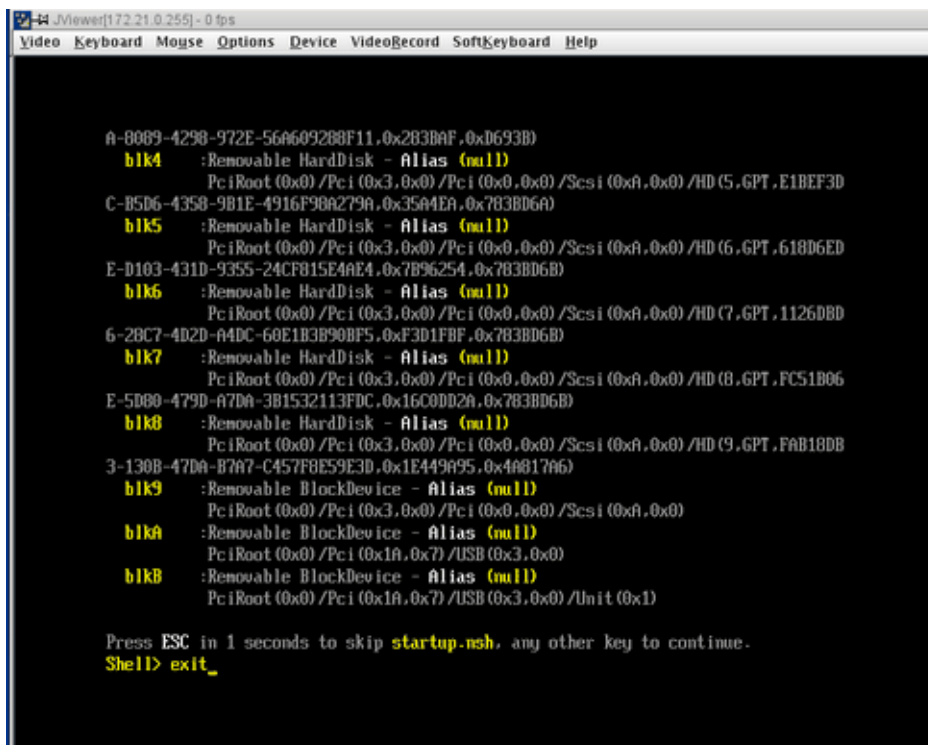 JViewer[172.21.0.255] - 0 fps
Video Keyboard Mouse Options Device VideoRecord SoftKeyboard Help
A-8089-4298-972E-56A609288F11,0x283BAF,0xD693B)
blk4 :Removable HardDisk - Alias (null)
PciRoot(0x0)/Pci(0x3,0x0)/Pci(0x0,0x0)/Scsi(0xA,0x0)/HD(5,GPT,E1BEF3D
C-B5D6-4358-9B1E-4916F98A279A,0x35A4EA,0x783BD6A)
blk5 :Removable HardDisk - Alias (null)
PciRoot(0x0)/Pci(0x3,0x0)/Pci(0x0,0x0)/Scsi(0xA,0x0)/HD(6,GPT,618D6ED
E-D103-431D-9355-24CF815E4AE4,0x7B96254,0x783BD6B)
blk6 :Removable HardDisk - Alias (null)
PciRoot(0x0)/Pci(0x3,0x0)/Pci(0x0,0x0)/Scsi(0xA,0x0)/HD(7,GPT,1126DBD
6-28C7-4D2D-A4DC-60E1B3B90BF5,0xF3D1FBF,0x783BD6B)
blk7 :Removable HardDisk - Alias (null)
PciRoot(0x0)/Pci(0x3,0x0)/Pci(0x0,0x0)/Scsi(0xA,0x0)/HD(8,GPT,FC51B06
E-5D80-479D-A7DA-3B1532113FDC,0x16C0DD2A,0x783BD6B)
blk8 :Removable HardDisk - Alias (null)
PciRoot(0x0)/Pci(0x3,0x0)/Pci(0x0,0x0)/Scsi(0xA,0x0)/HD(9,GPT,FAB18DB
3-130B-47DA-B7A7-C457F8E59E3D,0x1E449A95,0x4A817A6)
blk9 :Removable BlockDevice - Alias (null)
PciRoot(0x0)/Pci(0x3,0x0)/Pci(0x0,0x0)/Scsi(0xA,0x0)
blkA :Removable BlockDevice - Alias (null)
PciRoot(0x0)/Pci(0x1A,0x7)/USB(0x3,0x0)
blkB :Removable BlockDevice - Alias (null)
PciRoot(0x0)/Pci(0x1A,0x7)/USB(0x3,0x0)/Unit(0x1)
Press ESC in 1 seconds to skip startup.nsh, any other key to continue.
Shell> exit_